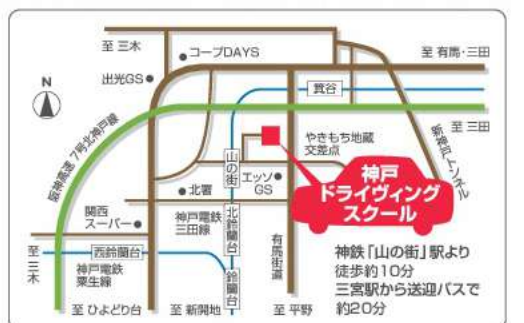 至 三木
コープDAYS
至 有馬・三田
出光GS
N
箕谷
阪神高速 7号北神戸線
至 三田
やきもち地蔵
交差点
新神戸トンネル
山の街
エッソ
GS
北署
神戸
ドライヴィング
スクール
関西
スーパー
神戸電鉄
三田線
北鈴蘭台
有馬街道
神鉄「山の街」駅より
徒歩約10分
三宮駅から送迎バスで
約20分
至 三木
西鈴蘭台
神戸電鉄
粟生線
鈴蘭台
至 ひよどり台
至 新開地
至 平野